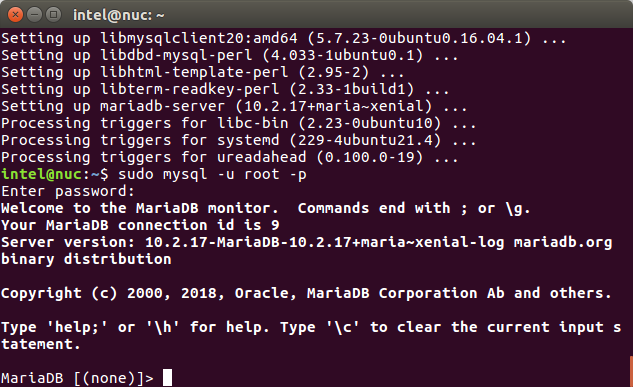 intel@nuc: ~
Setting up libmysqlclient20:amd64 (5.7.23-0ubuntu0.16.04.1) ...
Setting up libdbd-mysql-perl (4.033-1ubuntu0.1) ...
Setting up libhtml-template-perl (2.95-2) ...
Setting up libterm-readkey-perl (2.33-1build1) ...
Setting up mariadb-server (10.2.17+maria~xenial) ...
Processing triggers for libc-bin (2.23-0ubuntu10) ...
Processing triggers for systemd (229-4ubuntu21.4) ...
Processing triggers for ureadahead (0.100.0-19) ...
intel@nuc:~$ sudo mysql -u root -p
Enter password:
Welcome to the MariaDB monitor.  Commands end with ; or \g.
Your MariaDB connection id is 9
Server version: 10.2.17-MariaDB-10.2.17+maria~xenial-log mariadb.org
binary distribution
Copyright (c) 2000, 2018, Oracle, MariaDB Corporation Ab and others.
Type 'help;' or '\h' for help. Type '\c' to clear the current input s
tatement.
MariaDB [(none)]>